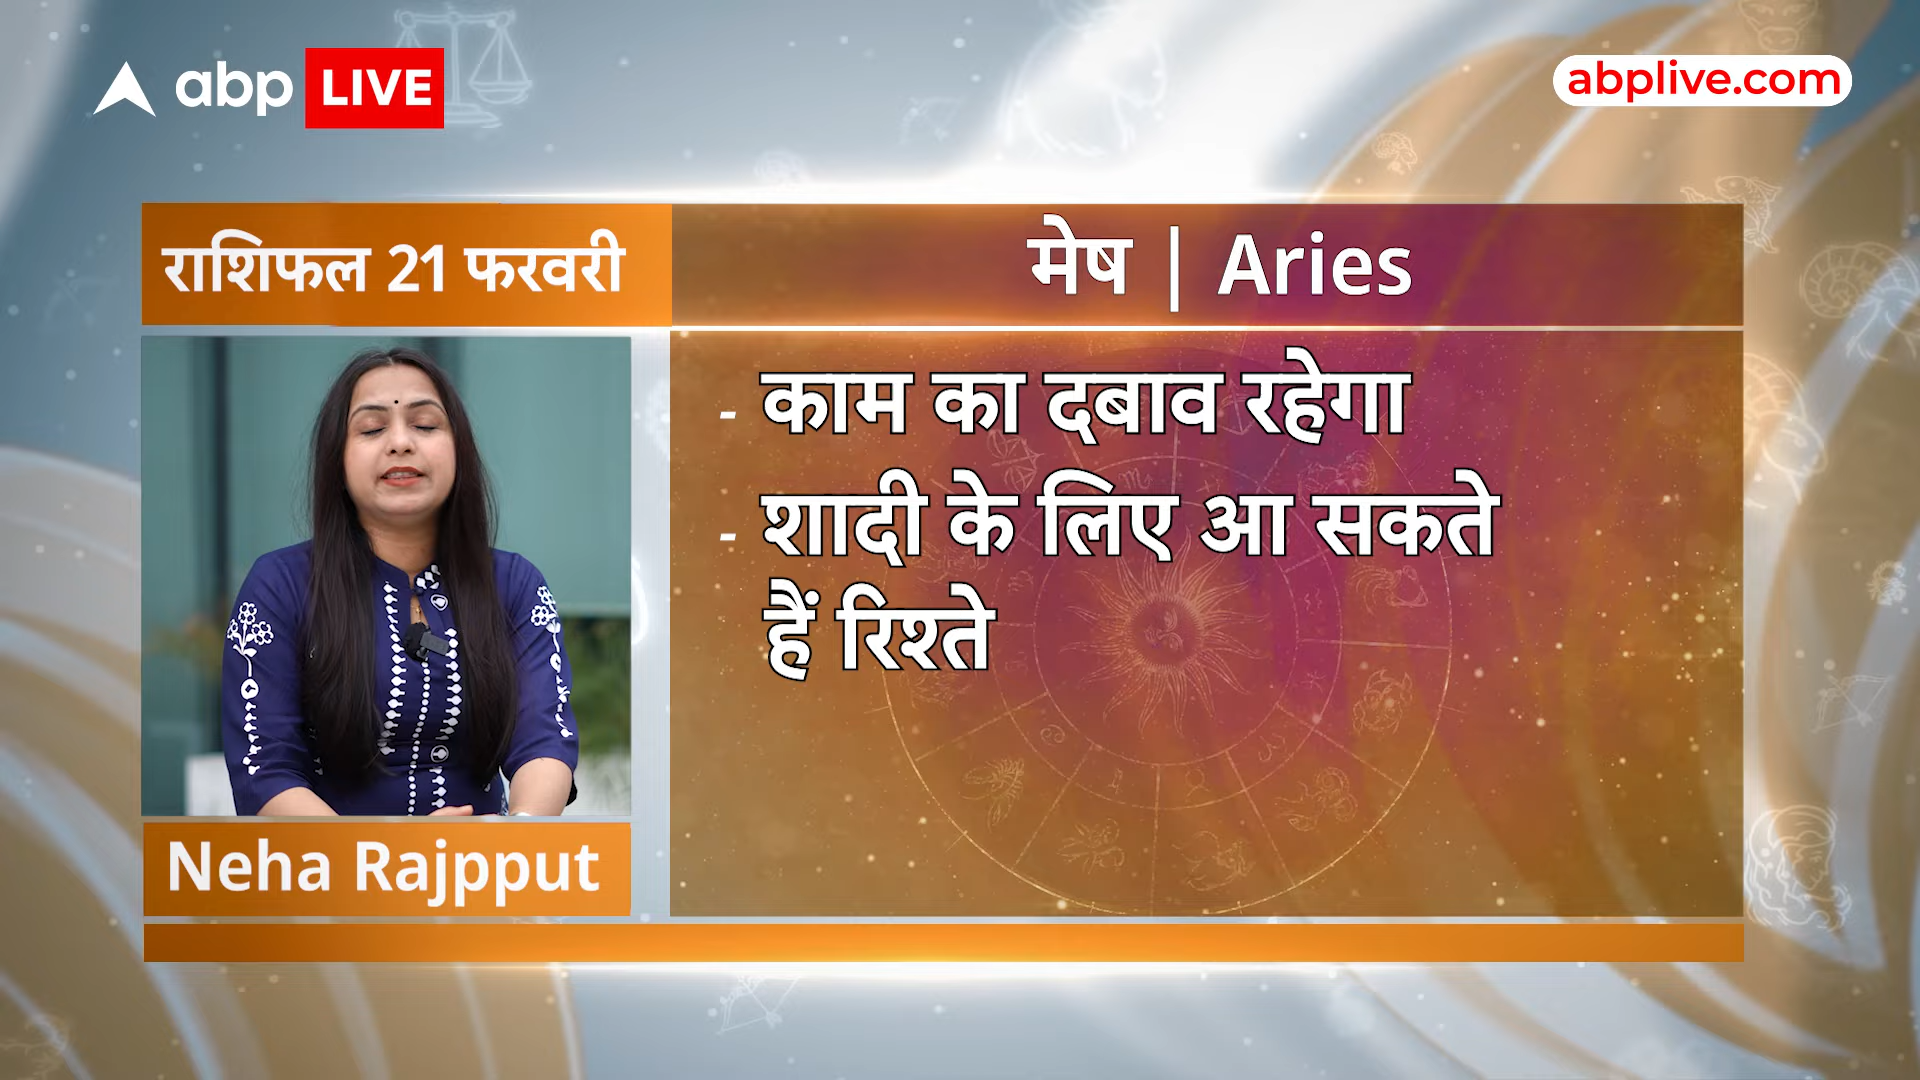 abp LIVE
abplive.com
राशिफल 21 फरवरी
मेष | Aries
- काम का दबाव रहेगा
- शादी के लिए आ सकते
हैं रिश्ते
Neha Rajpput